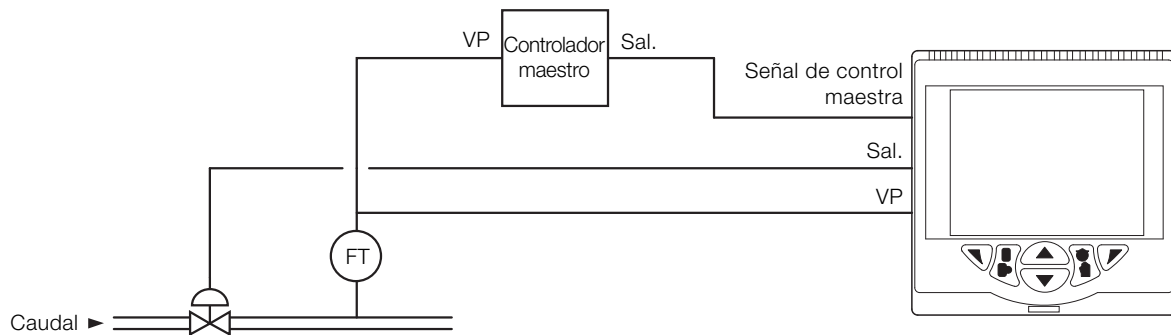 VP
Controlador
maestro
Sal.
Señal de control
maestra
Sal.
VP
FT
Caudal ►